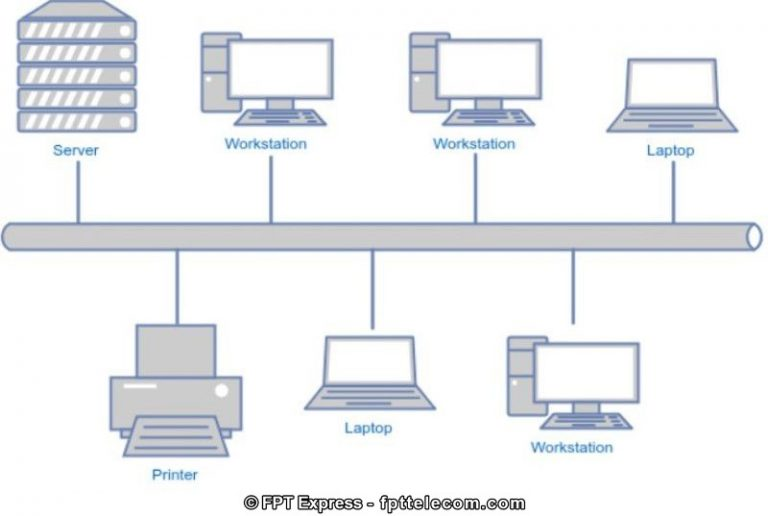 Server
Workstation
Workstation
Laptop
Printer
Laptop
Workstation
© FPT Express - fpttelecom.com